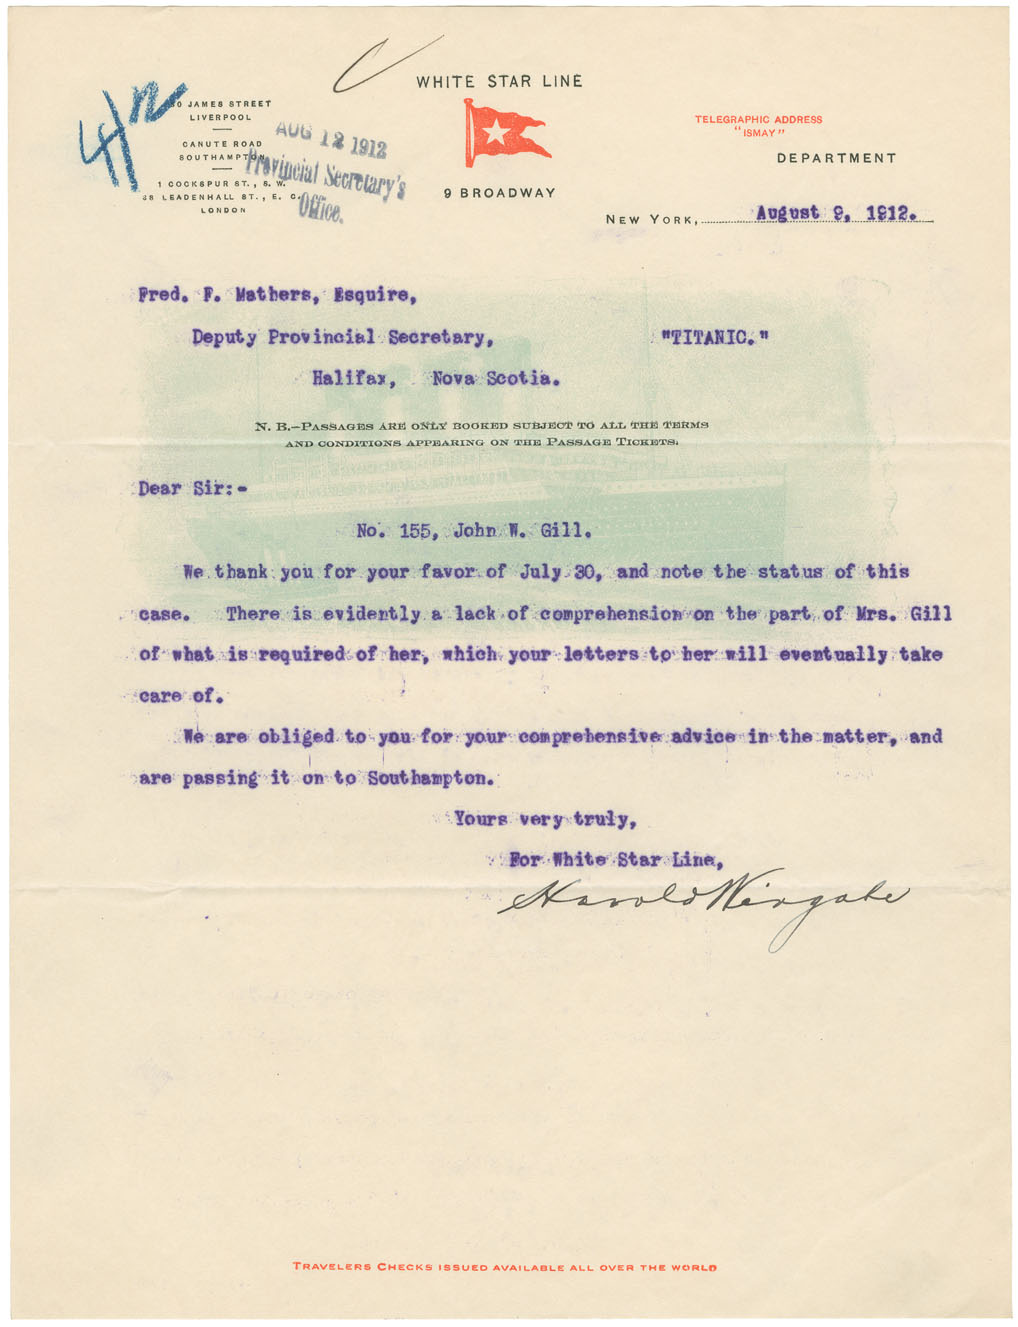 WHITE STAR LINE
JAMES STREET
LIVERPOOL
CANUTE ROAD
SOUTHAMPTON
1 COCKSPUR ST., S. W.
38 LEADENHALL ST., E. C.
LONDON
AUG 12 1912
Provincial Secretary's
Office.
9 BROADWAY
TELEGRAPHIC ADDRESS
"ISMAY"
DEPARTMENT
NEW YORK, August 9, 1912.
Fred. F. Mathers, Esquire,
Deputy Provincial Secretary, "TITANIC."
Halifax, Nova Scotia.
N. B.—PASSAGES ARE ONLY BOOKED SUBJECT TO ALL THE TERMS
AND CONDITIONS APPEARING ON THE PASSAGE TICKETS.
Dear Sir:-
No. 155, John W. Gill.
We thank you for your favor of July 30, and note the status of this
case. There is evidently a lack of comprehension on the part of Mrs. Gill
of what is required of her, which your letters to her will eventually take
care of.
We are obliged to you for your comprehensive advice in the matter, and
are passing it on to Southampton.
Yours very truly,
For White Star Line,
Harold Wingate
TRAVELERS CHECKS ISSUED AVAILABLE ALL OVER THE WORLD